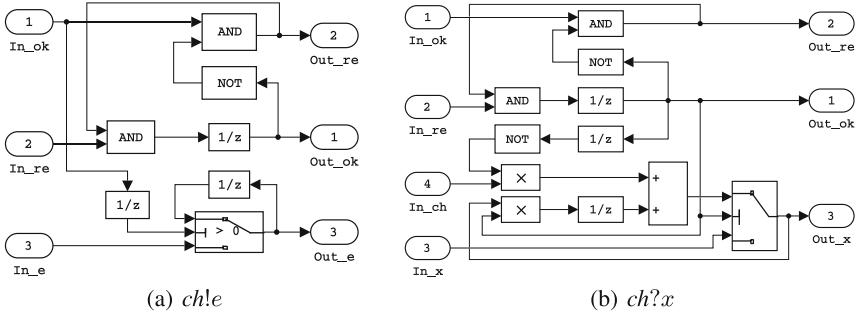 1
In_ok
AND
2
Out_re
NOT
2
In_re
AND
1/z
1
Out_ok
1/z
1/z
> 0
3
In_e
3
Out_e
(a) ch!e
1
In_ok
AND
2
Out_re
NOT
2
In_re
AND
1/z
1
Out_ok
NOT
1/z
4
In_ch
×
+
×
1/z
+
3
In_x
3
Out_x
(b) ch?x